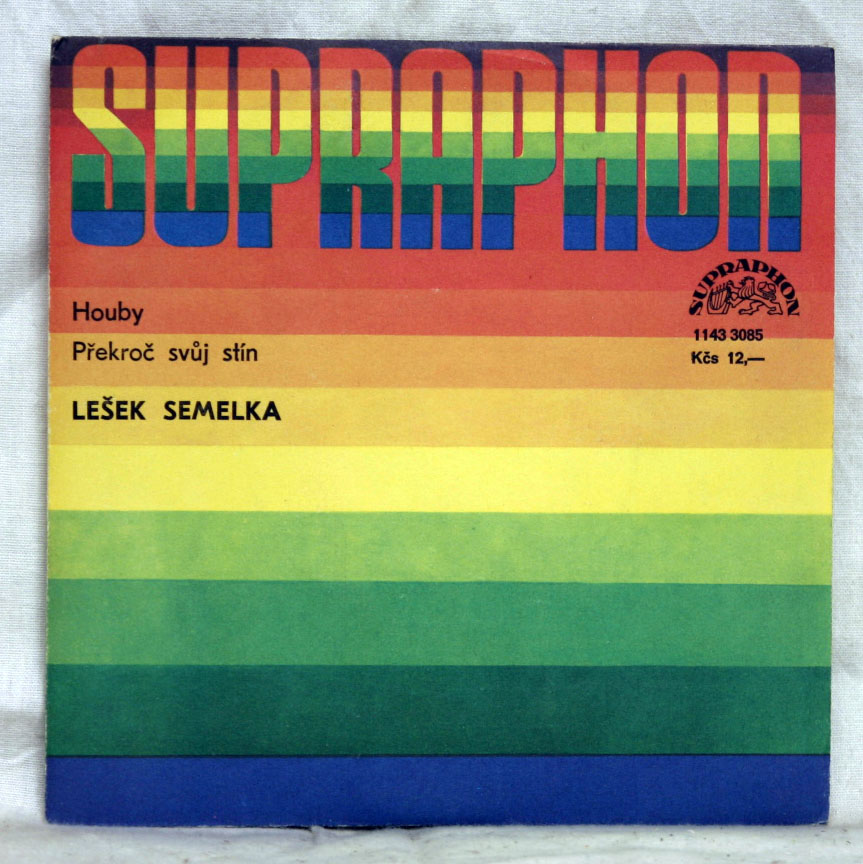 SUPRAPHON
SUPRAPHON
1143 3085
Kčs 12,—
Houby
Překroč svůj stín
LEŠEK SEMELKA